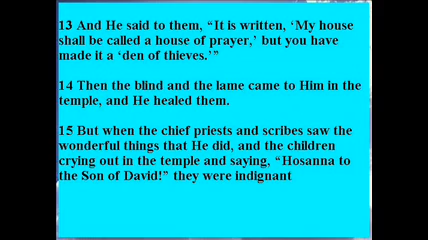 13 And He said to them, “It is written, ‘My house
shall be called a house of prayer,’ but you have
made it a ‘den of thieves.’”
14 Then the blind and the lame came to Him in the
temple, and He healed them.
15 But when the chief priests and scribes saw the
wonderful things that He did, and the children
crying out in the temple and saying, “Hosanna to
the Son of David!” they were indignant